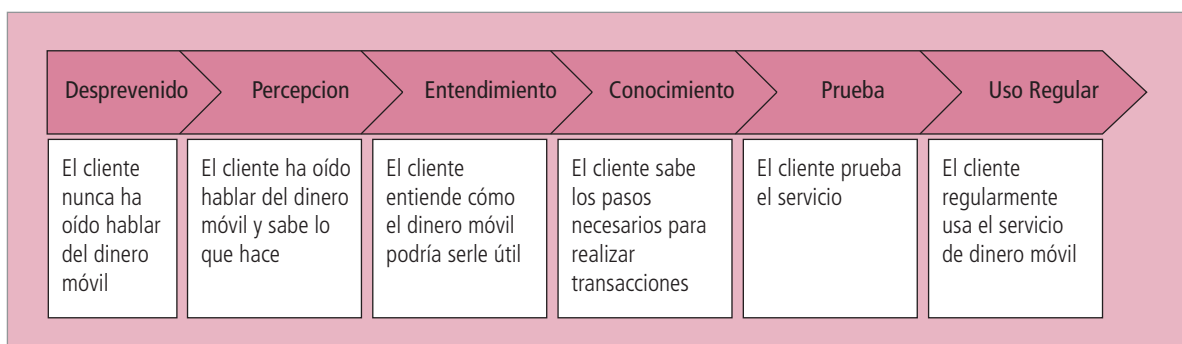 Desprevenido
Percepcion
Entendimiento
Conocimiento
Prueba
Uso Regular
El cliente
nunca ha
oído hablar
del dinero
móvil
El cliente ha oído
hablar del dinero
móvil y sabe lo
que hace
El cliente
entiende cómo
el dinero móvil
podría serle útil
El cliente sabe
los pasos
necesarios para
realizar
transacciones
El cliente prueba
el servicio
El cliente
regularmente
usa el servicio
de dinero móvil